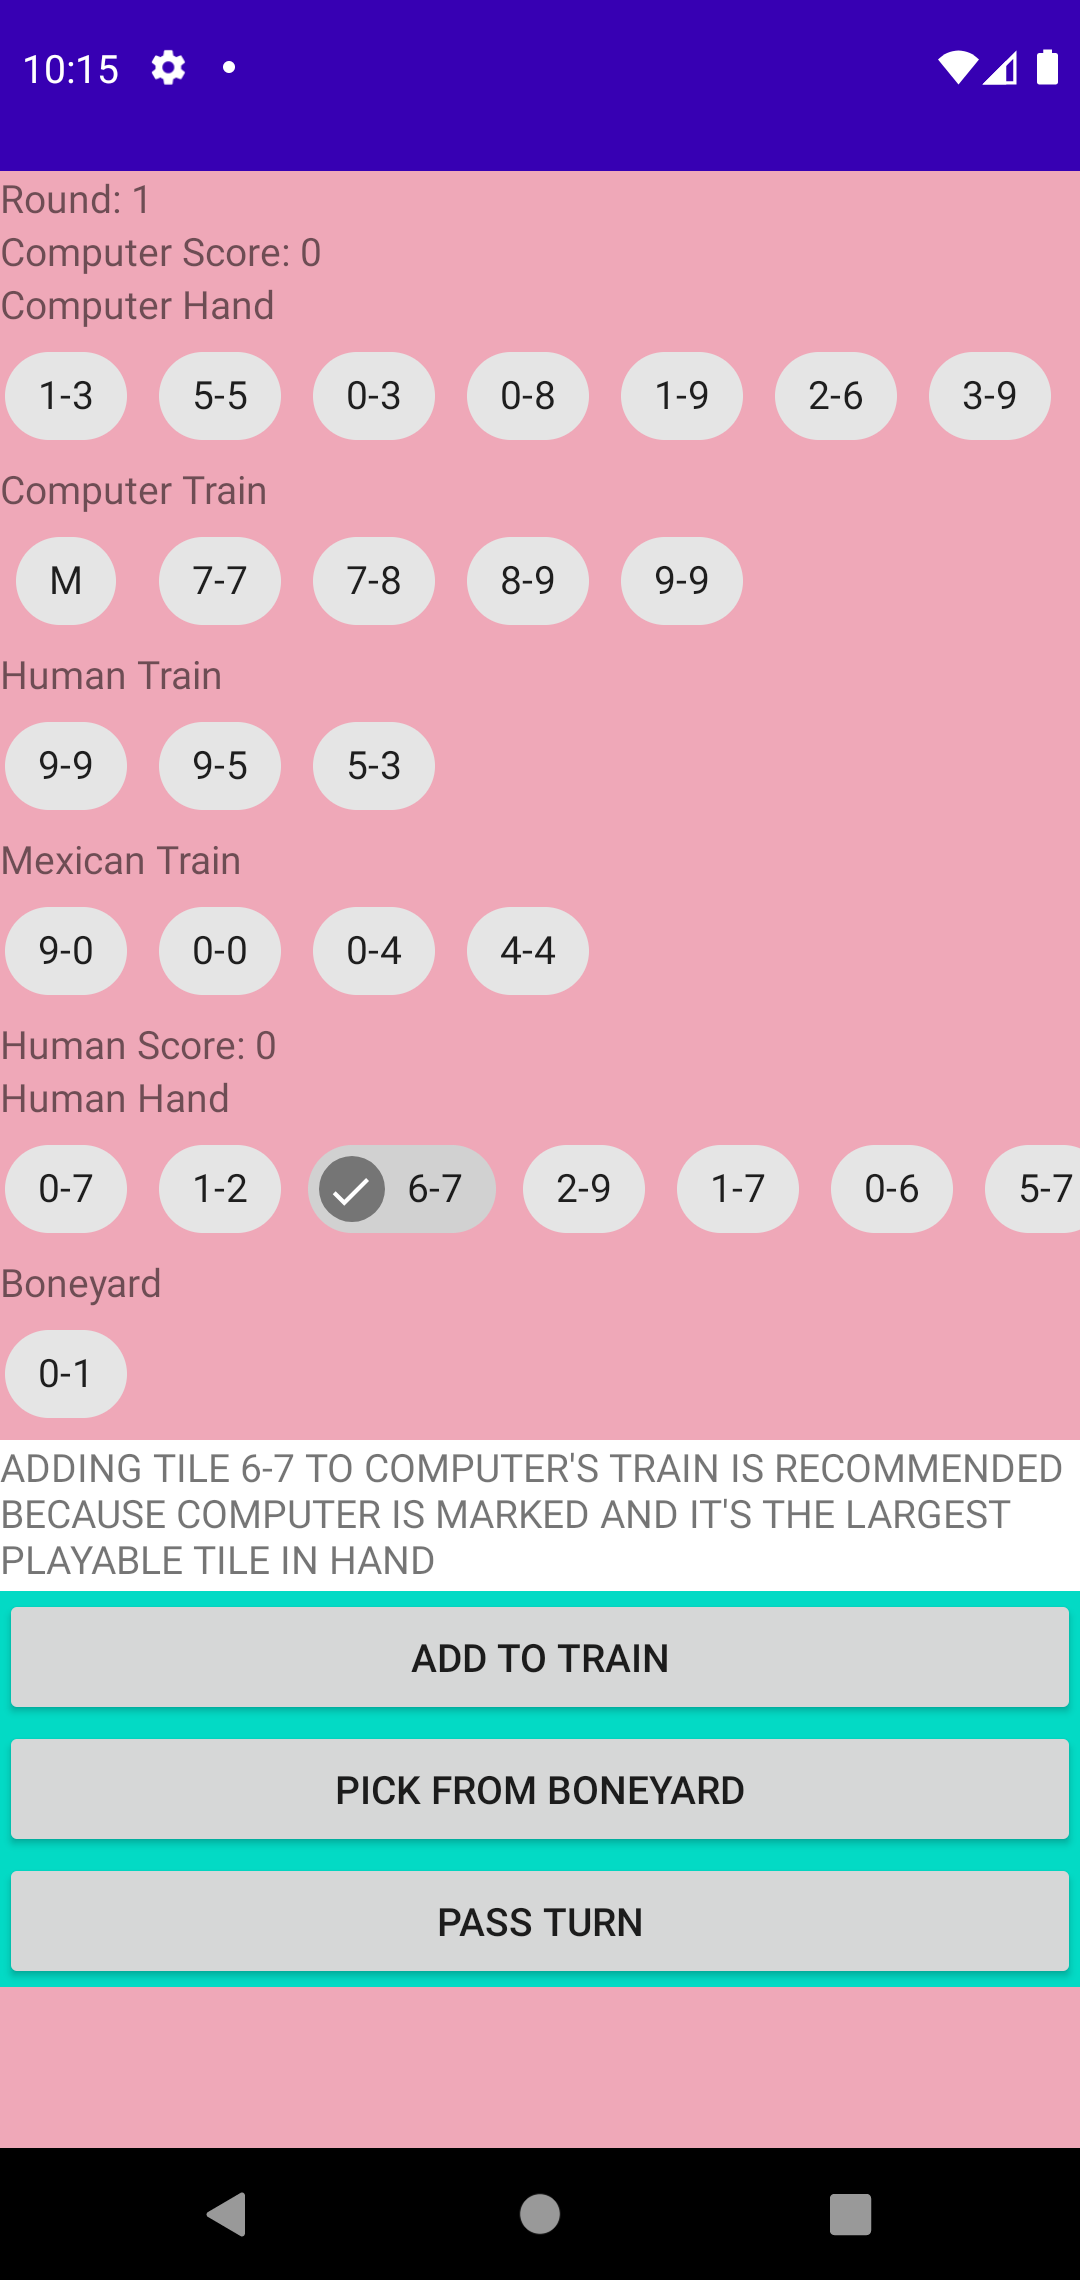 10:15
Round: 1
Computer Score: 0
Computer Hand
1-3 5-5 0-3 0-8 1-9 2-6 3-9
Computer Train
M 7-7 7-8 8-9 9-9
Human Train
9-9 9-5 5-3
Mexican Train
9-0 0-0 0-4 4-4
Human Score: 0
Human Hand
0-7 1-2 6-7 2-9 1-7 0-6 5-7
Boneyard
0-1
ADDING TILE 6-7 TO COMPUTER'S TRAIN IS RECOMMENDED
BECAUSE COMPUTER IS MARKED AND IT'S THE LARGEST
PLAYABLE TILE IN HAND
ADD TO TRAIN
PICK FROM BONEYARD
PASS TURN